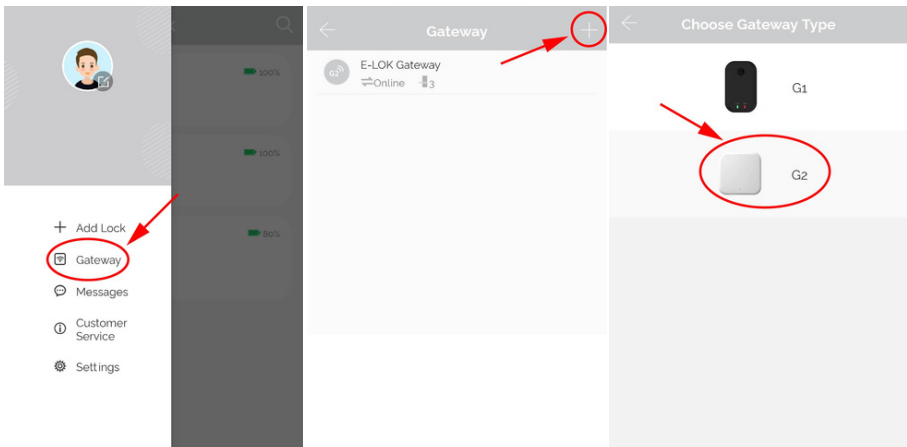 100%
100%
80%
Add Lock
Gateway
Messages
Customer
Service
Settings
Gateway
E-LOK Gateway
G2
Online
3
Choose Gateway Type
G1
G2